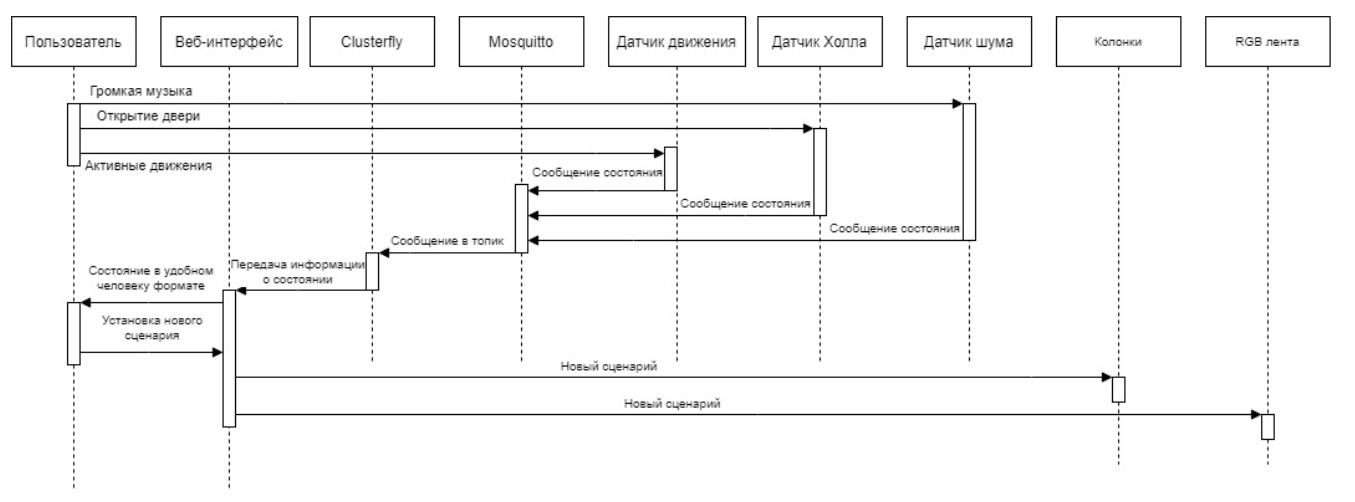 Пользователь
Веб-интерфейс
Clusterfly
Mosquitto
Датчик движения
Датчик Холла
Датчик шума
Колонки
RGB лента
Громкая музыка
Открытие двери
Активные движения
Сообщение состояния
Сообщение состояния
Сообщение состояния
Сообщение в топик
Передача информации
о состоянии
Состояние в удобном
человеку формате
Установка нового
сценария
Новый сценарий
Новый сценарий